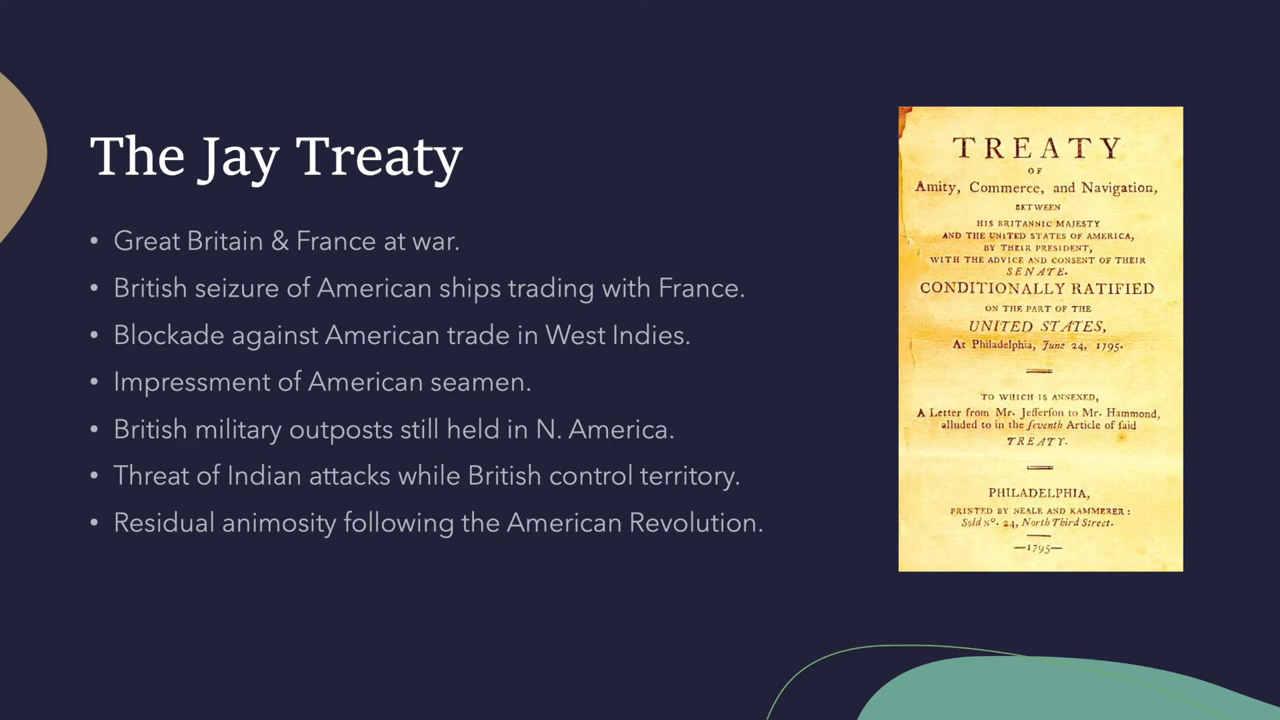 The Jay Treaty
• Great Britain & France at war.
• British seizure of American ships trading with France.
• Blockade against American trade in West Indies.
• Impressment of American seamen.
• British military outposts still held in N. America.
• Threat of Indian attacks while British control territory.
• Residual animosity following the American Revolution.
TREATY
OF
Amity, Commerce, and Navigation,
BETWEEN
HIS BRITANNIC MAJESTY
AND THE UNITED STATES OF AMERICA,
BY THEIR PRESIDENT,
WITH THE ADVICE AND CONSENT OF THEIR
SENATE.
CONDITIONALLY RATIFIED
ON THE PART OF THE
UNITED STATES,
At Philadelphia, June 24, 1795.
TO WHICH IS ANNEXED,
A Letter from Mr. Jefferſon to Mr. Hammond,
alluded to in the ſeventh Article of ſaid
TREATY.
PHILADELPHIA,
PRINTED BY NEALE AND KAMMERER:
Sold No. 24, North Third Street.
—1795—